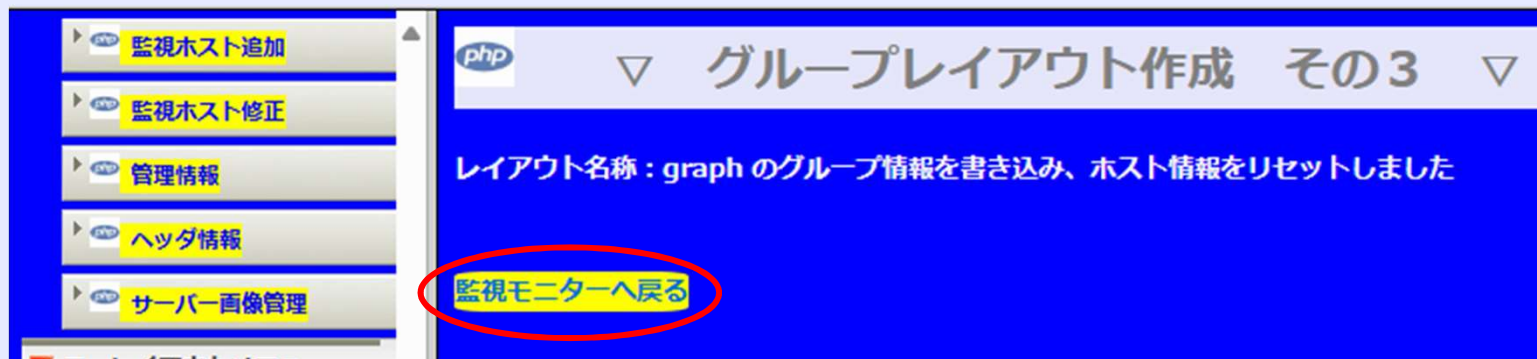 監視ホスト追加
監視ホスト修正
管理情報
ヘッダ情報
サーバー画像管理
php
▽ グループレイアウト作成 その３ ▽
レイアウト名称：graph のグループ情報を書き込み、ホスト情報をリセットしました
監視モニターへ戻る